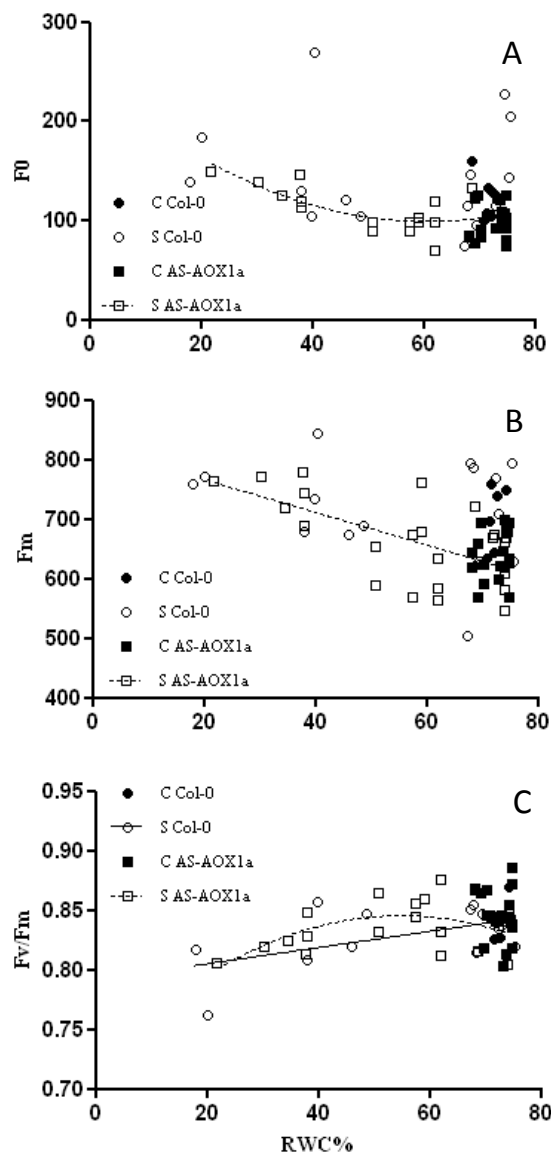 A
300
200
100
0
F0
C Col-0
S Col-0
C AS-AOX1a
S AS-AOX1a
0 20 40 60 80
B
900
800
700
600
500
400
Fm
C Col-0
S Col-0
C AS-AOX1a
S AS-AOX1a
0 20 40 60 80
C
0.95
0.90
0.85
0.80
0.75
0.70
Fv/Fm
C Col-0
S Col-0
C AS-AOX1a
S AS-AOX1a
0 20 40 60 80
RWC%